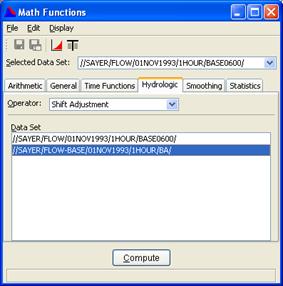 Math Functions
File Edit Display
Selected Data Set: //SAYER/FLOW/01NOV1993/1HOUR/BASE0600/
Arithmetic General Time Functions Hydrologic Smoothing Statistics
Operator: Shift Adjustment
Data Set
//SAYER/FLOW/01NOV1993/1HOUR/BASE0600/
//SAYER/FLOW-BASE/01NOV1993/1HOUR/BA/
Compute